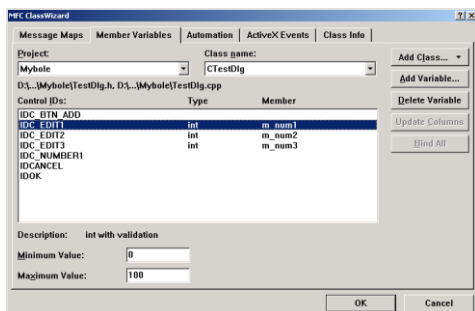 MFC ClassWizard
Message Maps Member Variables Automation ActiveX Events Class Info
Project: Class name:
Mybole CTestDlg
Add Class...
D:\...\Mybole\TestDlg.h, D:\...\Mybole\TestDlg.cpp
Add Variable...
Control IDs: Type Member
Delete Variable
IDC_BTN_ADD
IDC_EDIT1 int m_num1
Update Columns
IDC_EDIT2 int m_num2
IDC_EDIT3 int m_num3
Bind All
IDC_NUMBER1
IDCANCEL
IDOK
Description: int with validation
Minimum Value: 0
Maximum Value: 100
OK Cancel